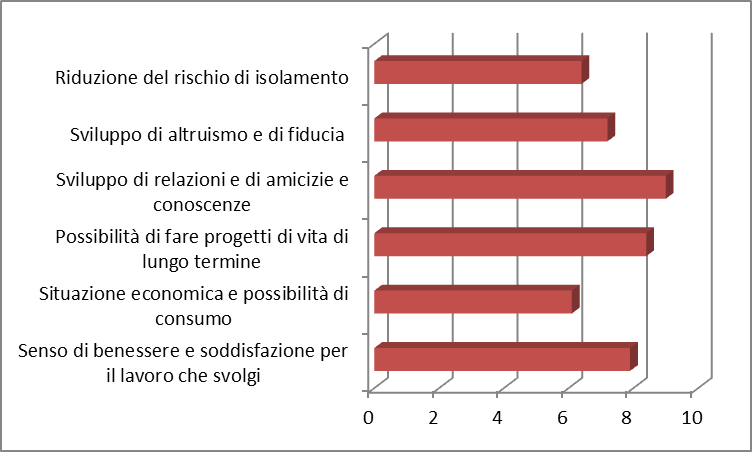 Riduzione del rischio di isolamento
Sviluppo di altruismo e di fiducia
Sviluppo di relazioni e di amicizie e
conoscenze
Possibilità di fare progetti di vita di
lungo termine
Situazione economica e possibilità di
consumo
Senso di benessere e soddisfazione per
il lavoro che svolgi
0 2 4 6 8 10